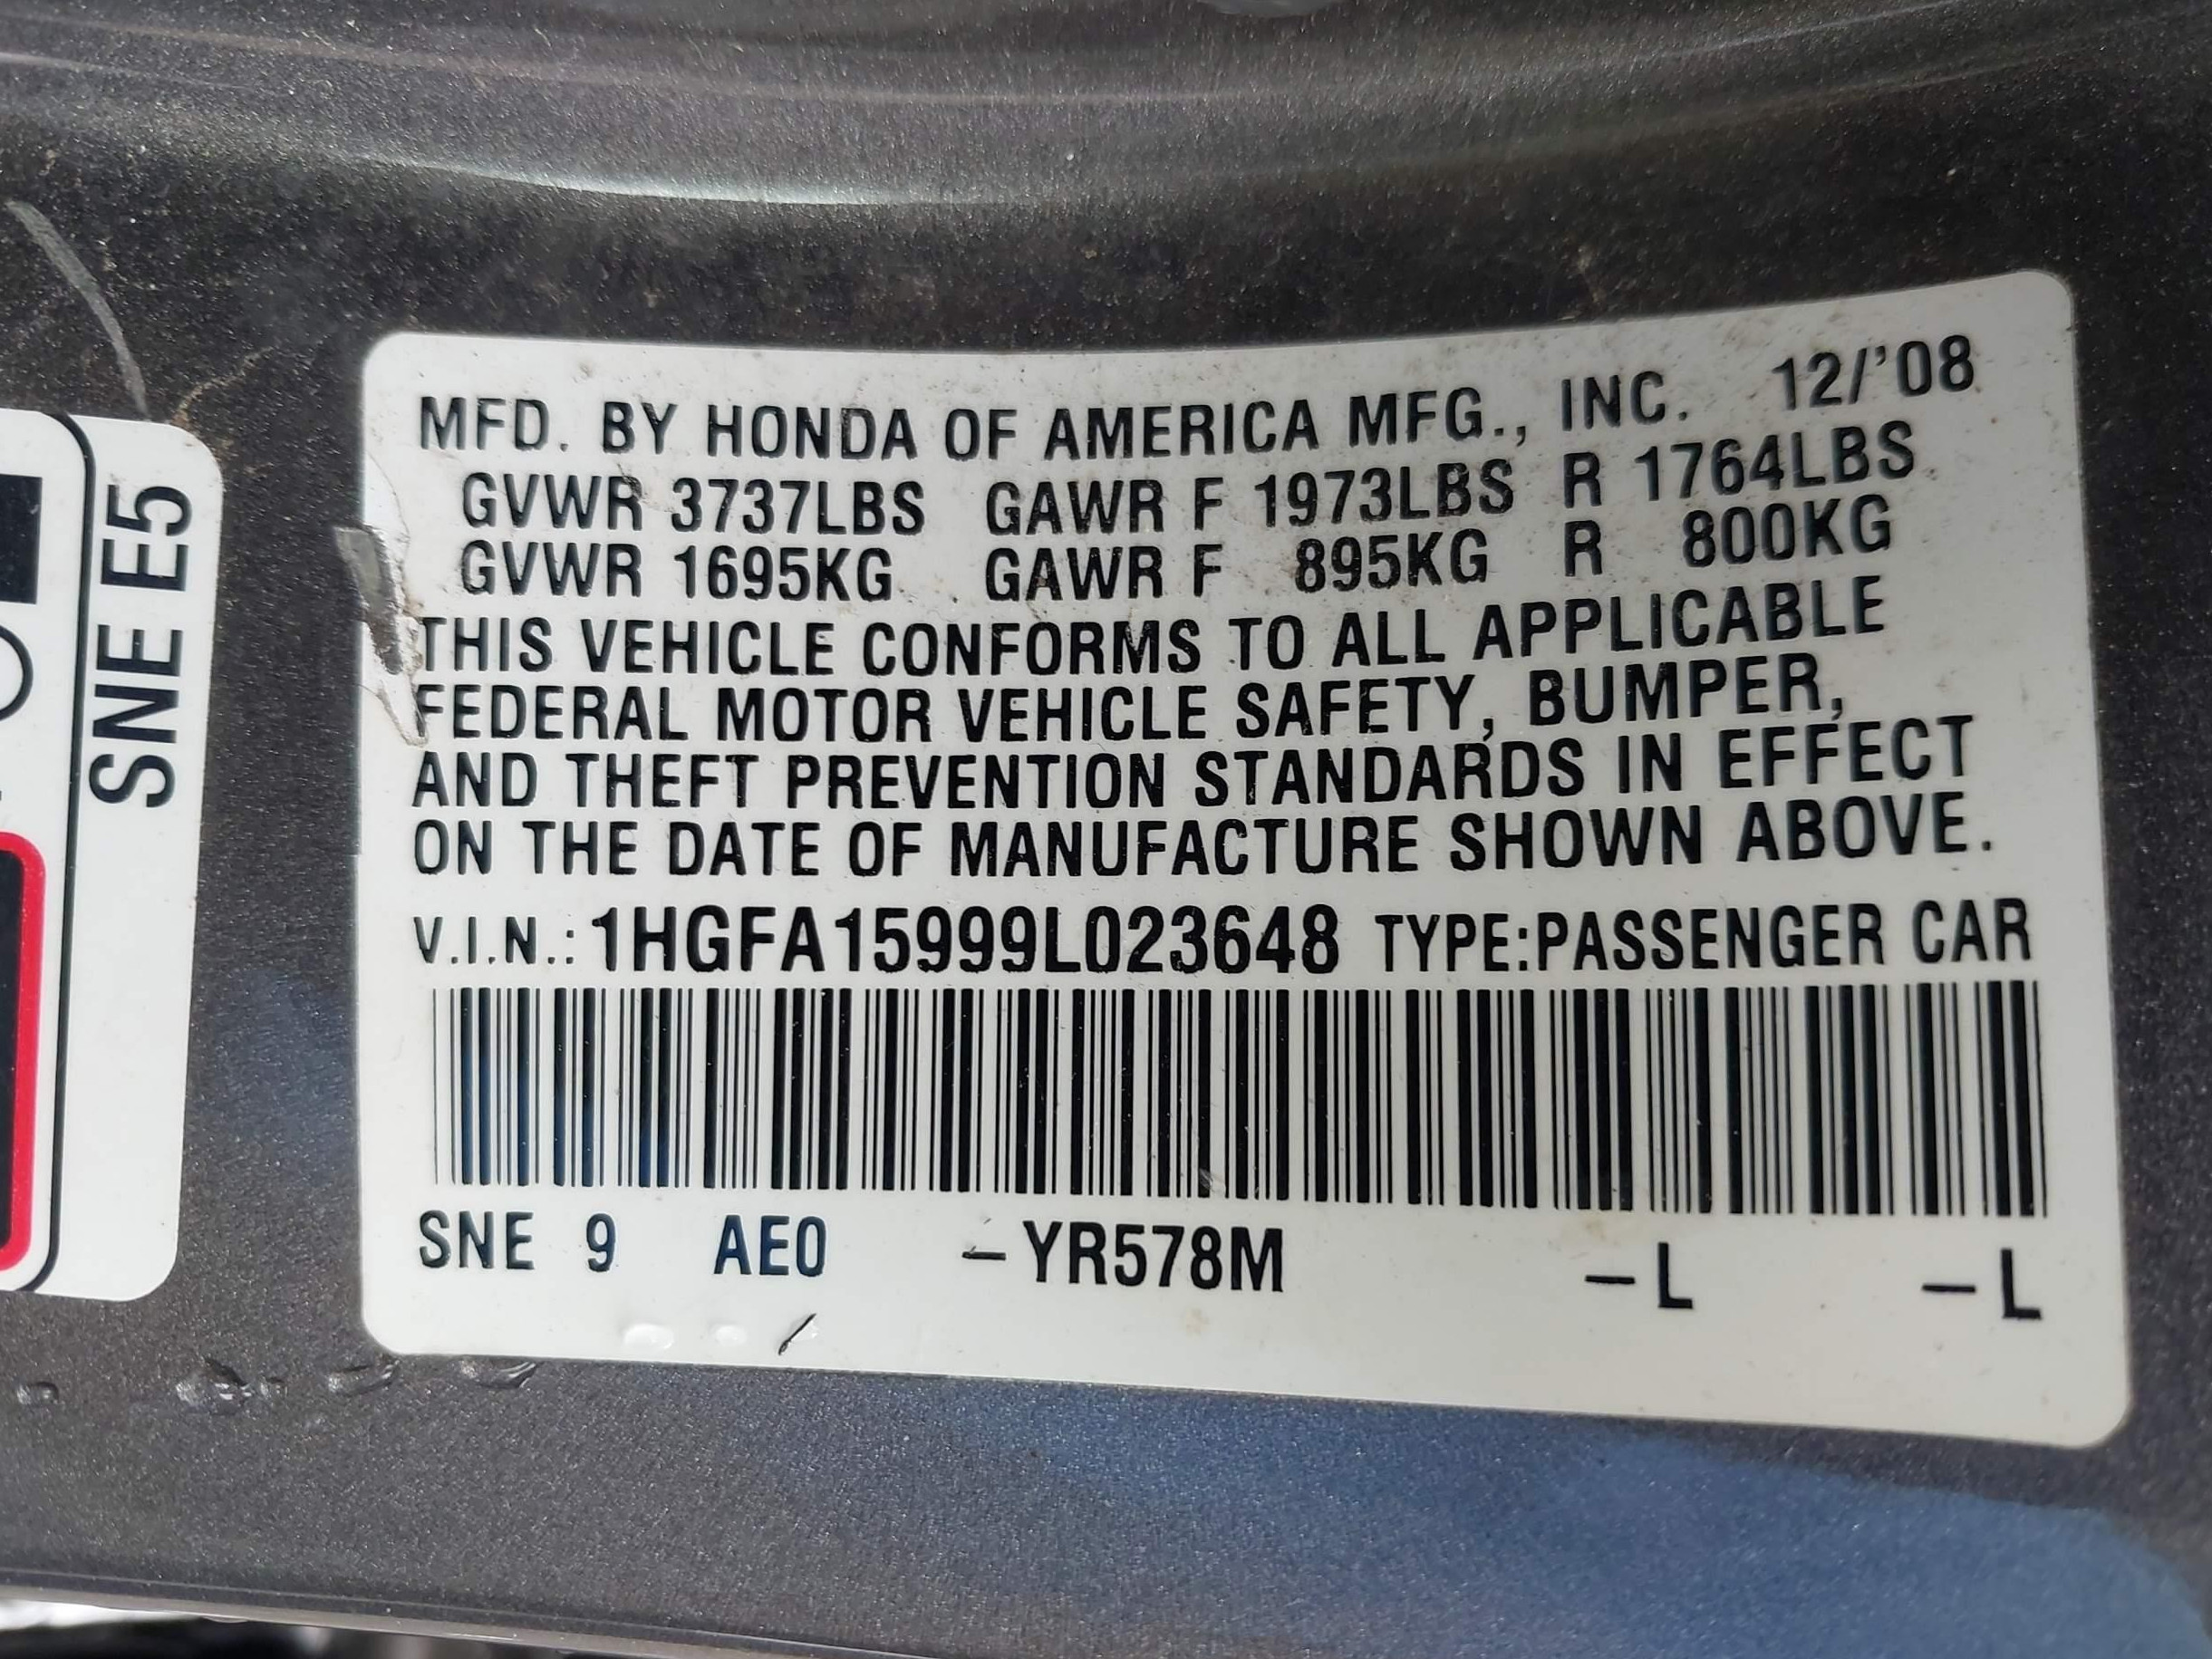 MFD. BY HONDA OF AMERICA MFG., INC. 12/'08
GVWR 3737LBS GAWR F 1973LBS R 1764LBS
GVWR 1695KG GAWR F 895KG R 800KG
THIS VEHICLE CONFORMS TO ALL APPLICABLE
FEDERAL MOTOR VEHICLE SAFETY, BUMPER,
AND THEFT PREVENTION STANDARDS IN EFFECT
ON THE DATE OF MANUFACTURE SHOWN ABOVE.
V.I.N.: 1HGFA15999L023648 TYPE:PASSENGER CAR
SNE 9 AE0 -YR578M -L -L
SNE E5